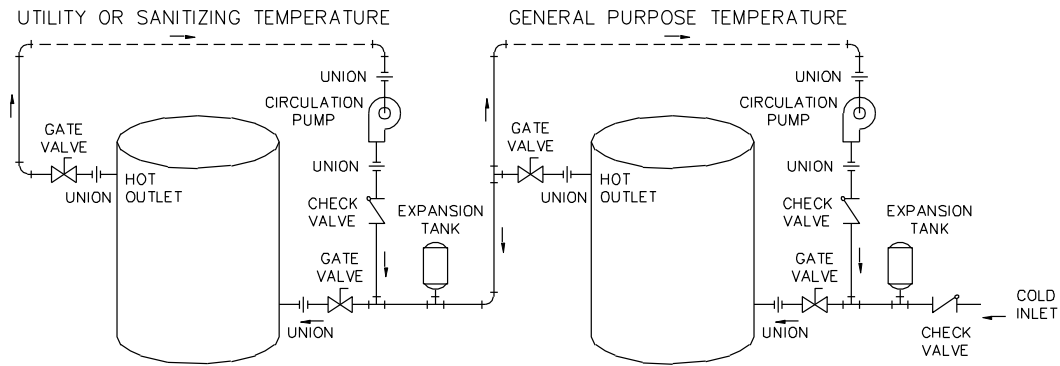 UTILITY OR SANITIZING TEMPERATURE
GENERAL PURPOSE TEMPERATURE
UNION
CIRCULATION
PUMP
GATE
VALVE
UNION
HOT
OUTLET
UNION
CHECK
VALVE
EXPANSION
TANK
GATE
VALVE
UNION
UNION
CIRCULATION
PUMP
GATE
VALVE
UNION
HOT
OUTLET
UNION
CHECK
VALVE
EXPANSION
TANK
GATE
VALVE
UNION
COLD
INLET
CHECK
VALVE